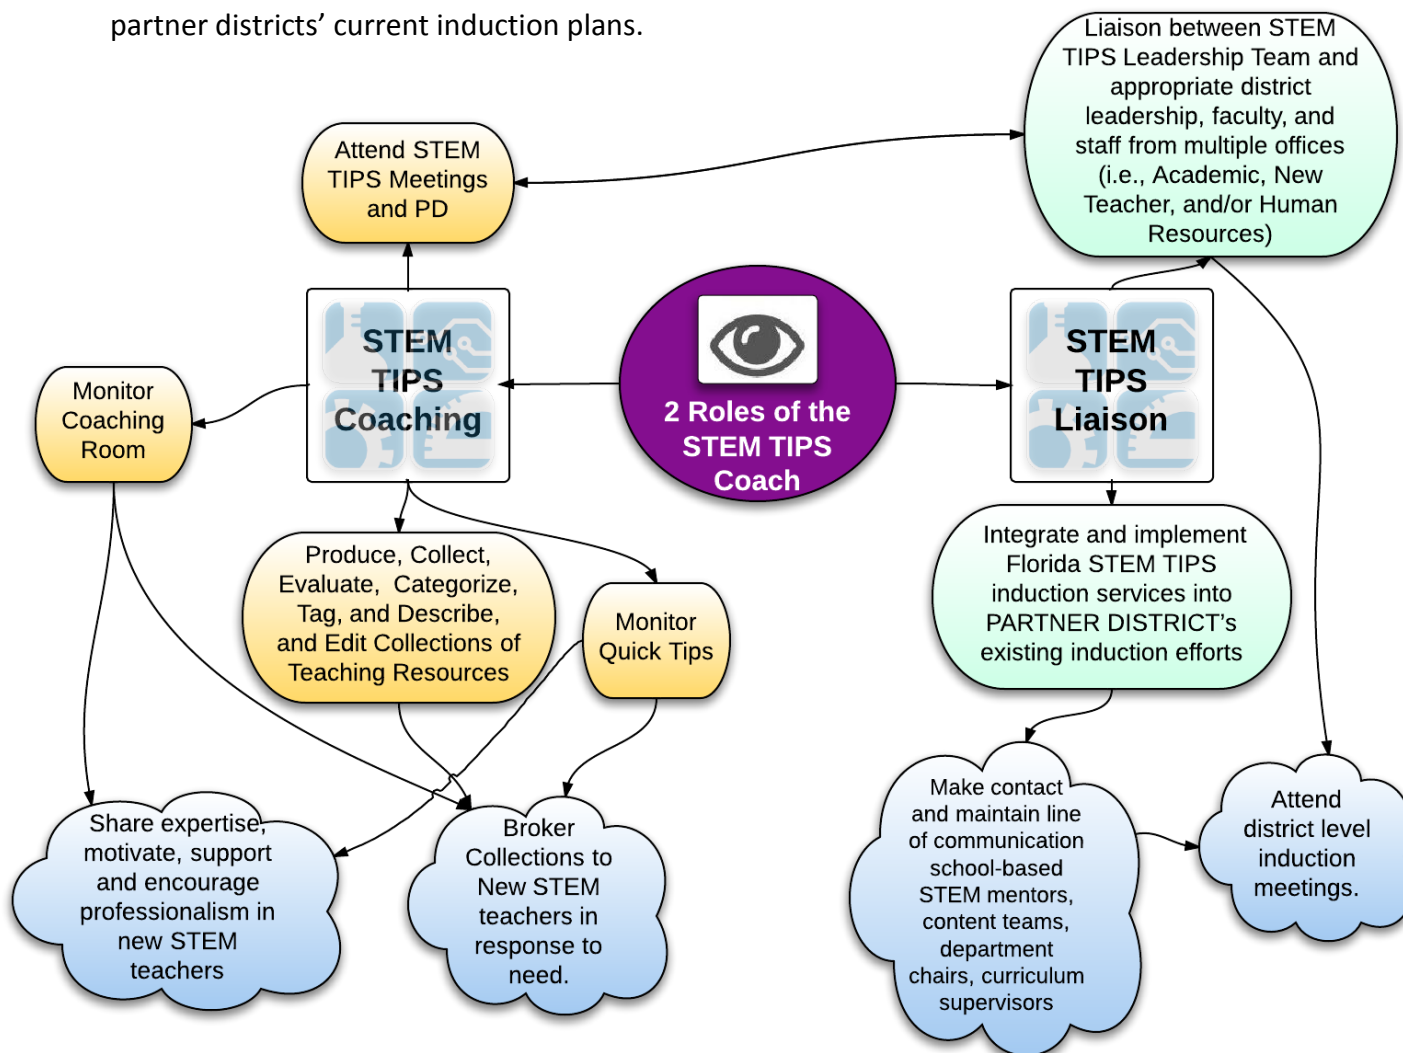 partner districts’ current induction plans.
Liaison between STEM
TIPS Leadership Team and
appropriate district
leadership, faculty, and
staff from multiple offices
(i.e., Academic, New
Teacher, and/or Human
Resources)
Attend STEM
TIPS Meetings
and PD
STEM
TIPS
Coaching
2 Roles of the
STEM TIPS
Coach
STEM
TIPS
Liaison
Monitor
Coaching
Room
Produce, Collect,
Evaluate, Categorize,
Tag, and Describe,
and Edit Collections of
Teaching Resources
Monitor
Quick Tips
Integrate and implement
Florida STEM TIPS
induction services into
PARTNER DISTRICT’s
existing induction efforts
Share expertise,
motivate, support
and encourage
professionalism in
new STEM
teachers
Broker
Collections to
New STEM
teachers in
response to
need.
Make contact
and maintain line
of communication
school-based
STEM mentors,
content teams,
department
chairs, curriculum
supervisors
Attend
district level
induction
meetings.